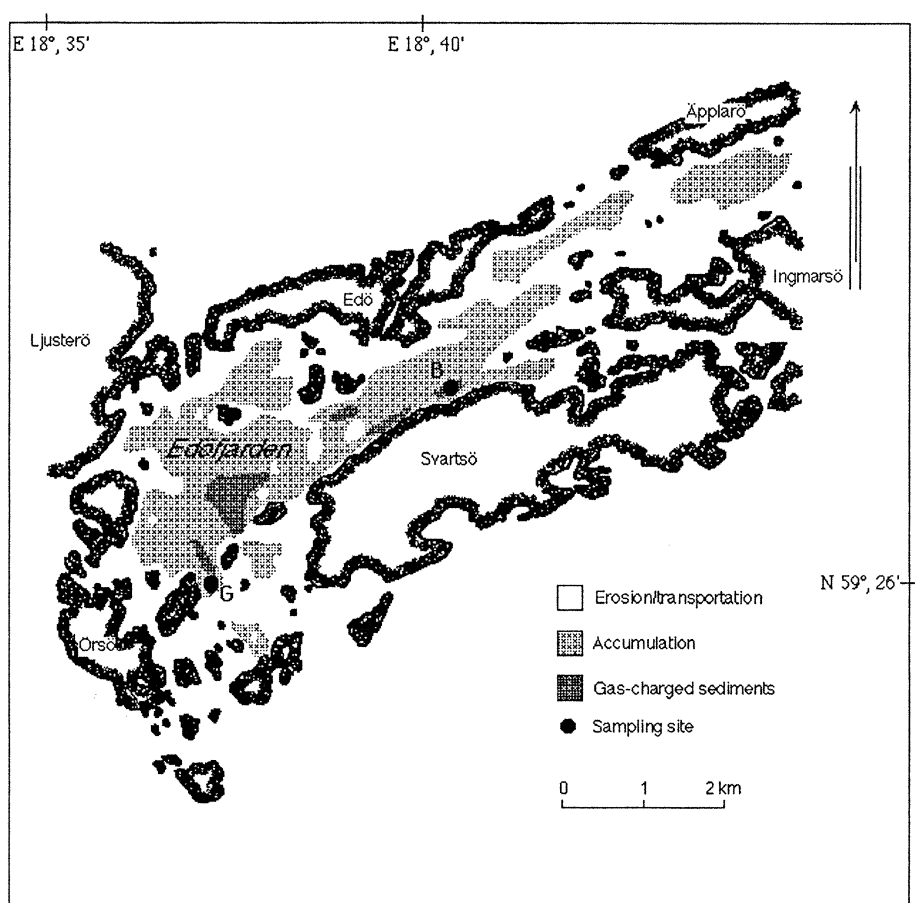 E 18°, 35'
E 18°, 40'
Äpplarö
Ingmarsö
Edö
Ljusterö
B
Edöfjärden
Svartsö
G
N 59°, 26'
Örsö
Erosion/transportation
Accumulation
Gas-charged sediments
Sampling site
0 1 2 km